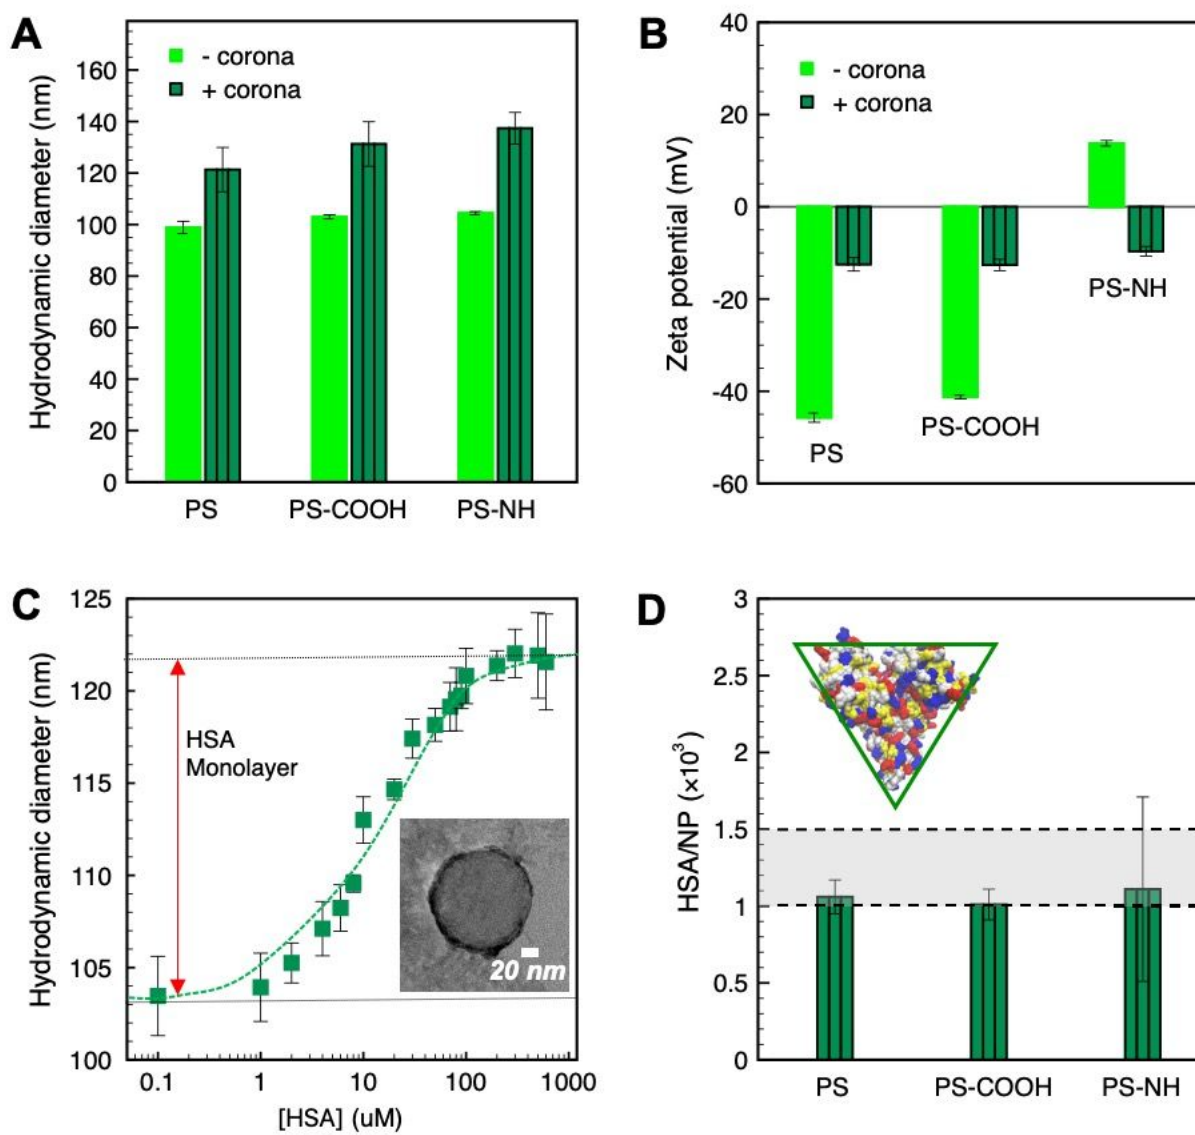 A
Hydrodynamic diameter (nm)
160
140
120
100
80
60
40
20
0
- corona
+ corona
PS
PS-COOH
PS-NH
B
Zeta potential (mV)
40
20
0
-20
-40
-60
- corona
+ corona
PS
PS-COOH
PS-NH
C
Hydrodynamic diameter (nm)
125
120
115
110
105
100
HSA
Monolayer
20 nm
0.1
1
10
100
1000
[HSA] (uM)
D
HSA/NP (×10³)
3
2.5
2
1.5
1
0.5
0
PS
PS-COOH
PS-NH